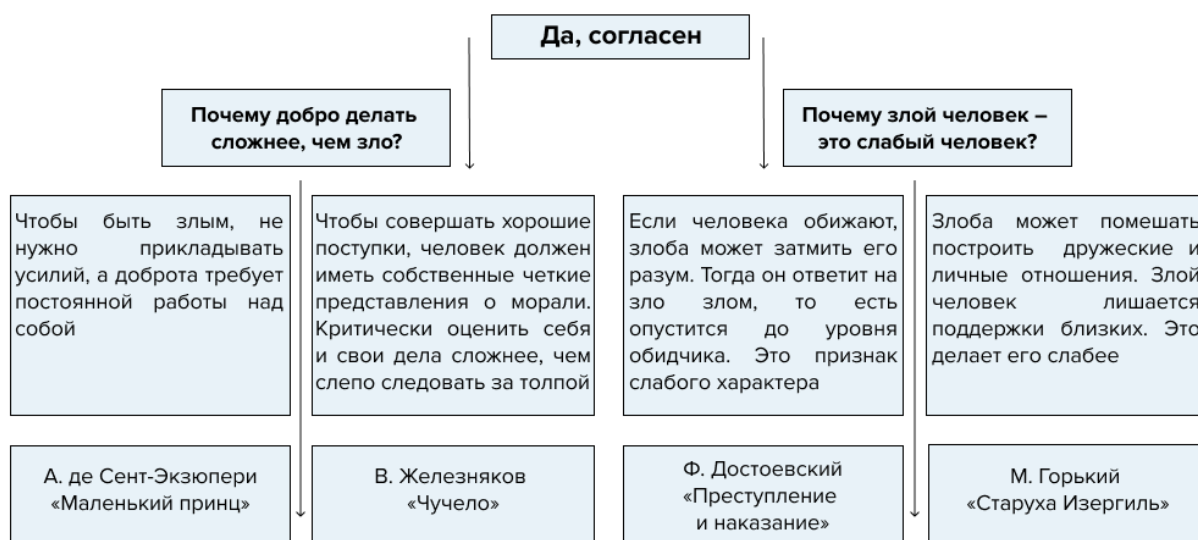 Да, согласен
Почему добро делать
сложнее, чем зло?
Почему злой человек –
это слабый человек?
Чтобы быть злым, не
нужно прикладывать
усилий, а доброта требует
постоянной работы над
собой
Чтобы совершать хорошие
поступки, человек должен
иметь собственные четкие
представления о морали.
Критически оценить себя
и свои дела сложнее, чем
слепо следовать за толпой
Если человека обижают,
злоба может затмить его
разум. Тогда он ответит на
зло злом, то есть
опустится до уровня
обидчика. Это признак
слабого характера
Злоба может помешать
построить дружеские и
личные отношения. Злой
человек лишается
поддержки близких. Это
делает его слабее
А. де Сент-Экзюпери
«Маленький принц»
В. Железняков
«Чучело»
Ф. Достоевский
«Преступление
и наказание»
М. Горький
«Старуха Изергиль»